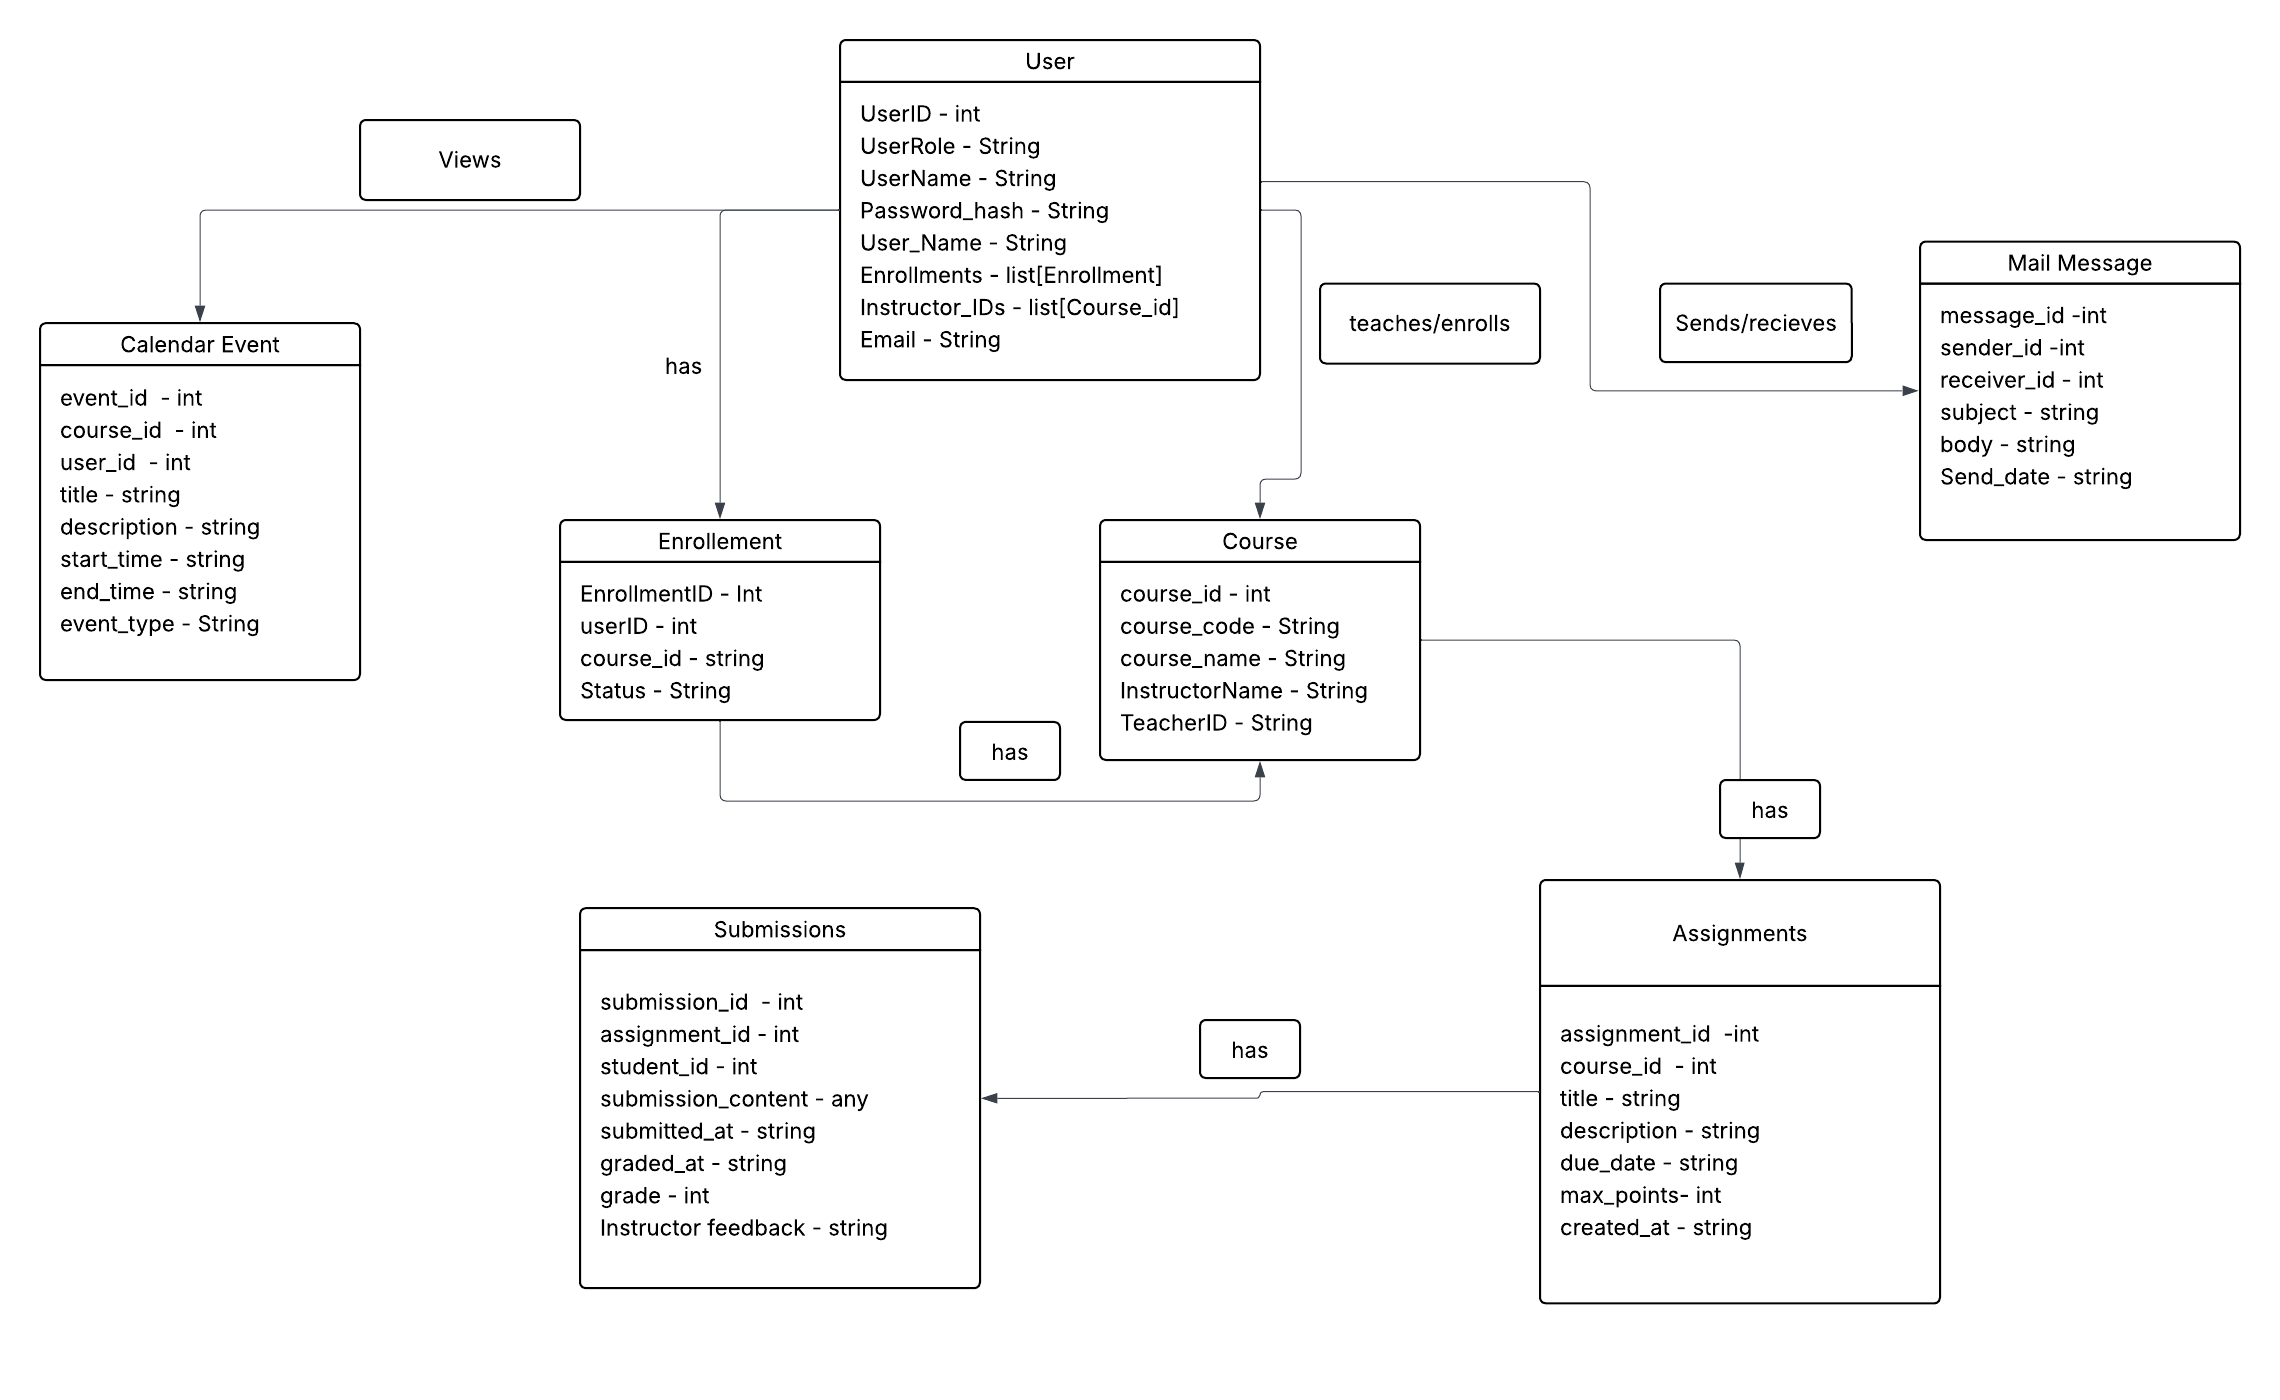 User
UserID - int
UserRole - String
UserName - String
Password_hash - String
User_Name - String
Enrollments - list[Enrollment]
Instructor_IDs - list[Course_id]
Email - String
Views
has
teaches/enrolls
Sends/recieves
Mail Message
message_id -int
sender_id -int
receiver_id - int
subject - string
body - string
Send_date - string
Calendar Event
event_id  - int
course_id  - int
user_id  - int
title - string
description - string
start_time - string
end_time - string
event_type - String
Enrollement
EnrollmentID - Int
userID - int
course_id - string
Status - String
has
Course
course_id - int
course_code - String
course_name - String
InstructorName - String
TeacherID - String
has
Submissions
submission_id  - int
assignment_id - int
student_id - int
submission_content - any
submitted_at - string
graded_at - string
grade - int
Instructor feedback - string
has
Assignments
assignment_id  -int
course_id  - int
title - string
description - string
due_date - string
max_points- int
created_at - string